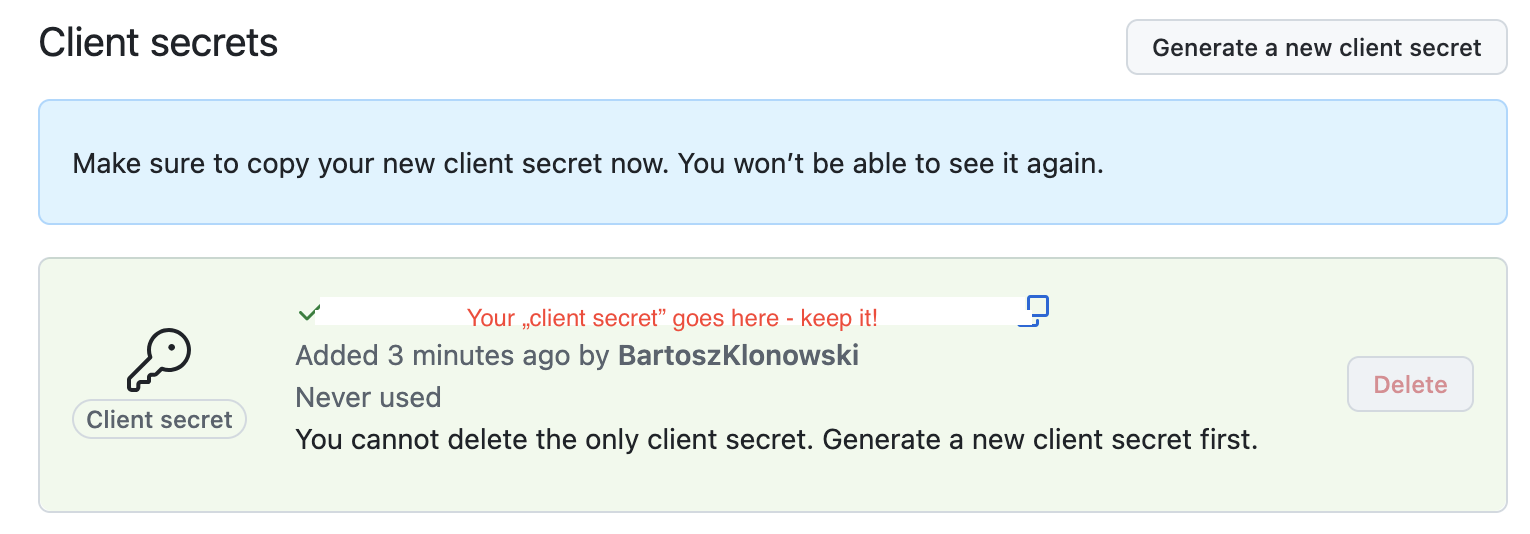 Client secrets
Generate a new client secret
Make sure to copy your new client secret now. You won’t be able to see it again.
Your „client secret” goes here - keep it!
Added 3 minutes ago by BartoszKlonowski
Never used
You cannot delete the only client secret. Generate a new client secret first.
Client secret
Delete